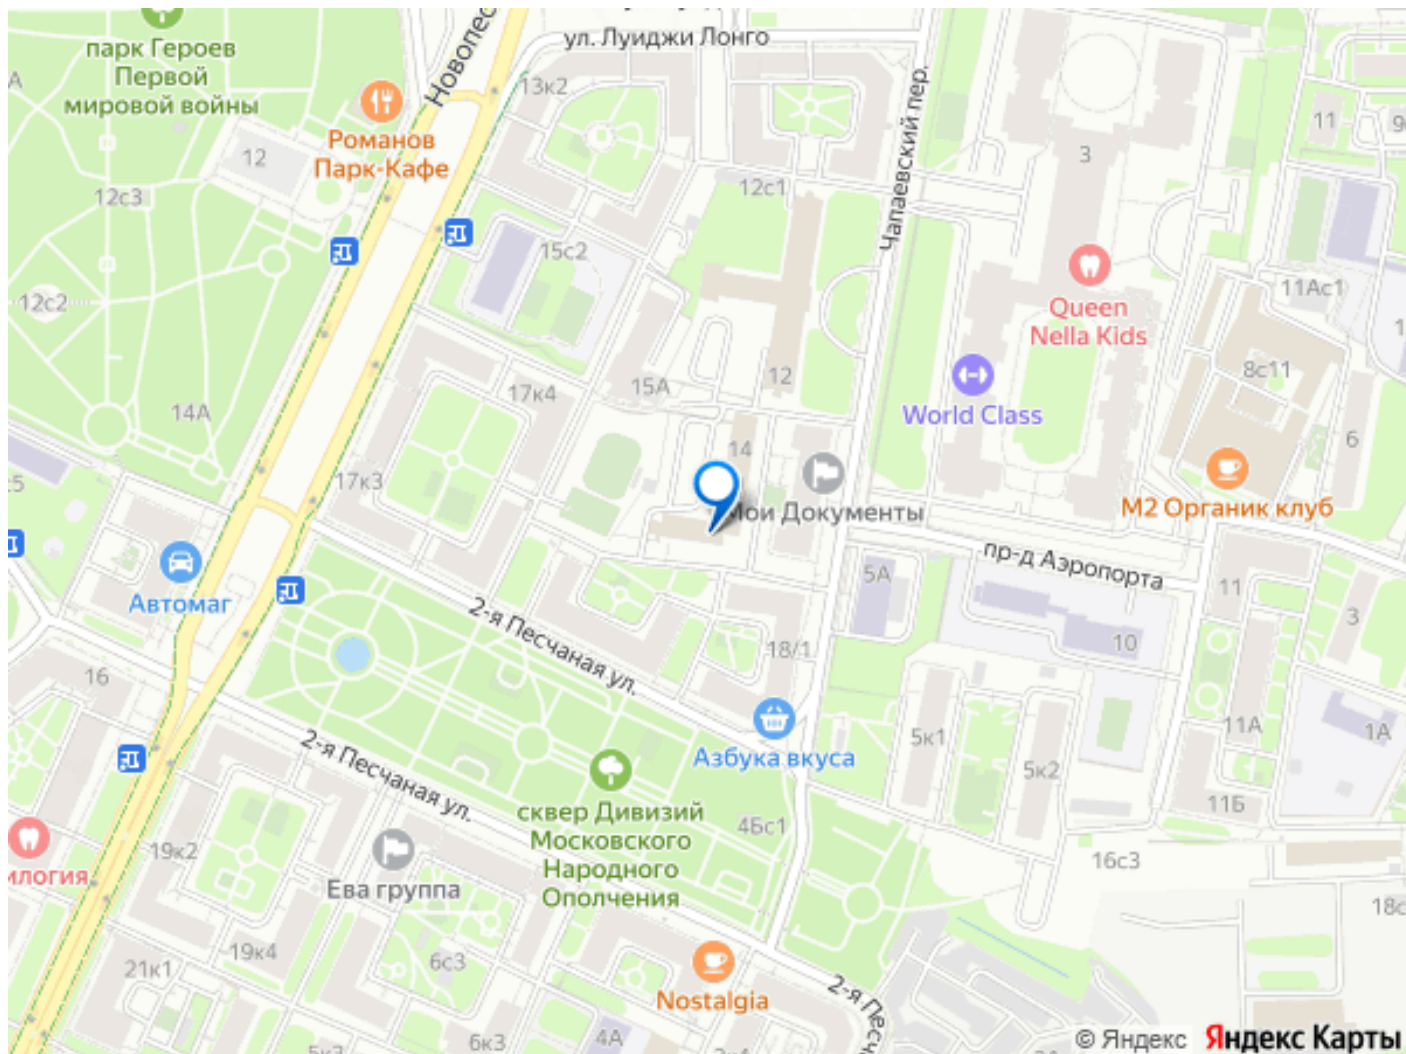 ул. Луиджи Лонго
парк Героев
Первой
мировой войны
Новопес
13к2
Чапаевский пер.
11
Романов
Парк-Кафе
12
3
12с3
12с1
15с2
12с2
11Ас1
Queen
Nella Kids
12
8с11
15А
17к4
14А
World Class
14
6
17к3
Мои Документы
М2 Органик клуб
пр-д Аэропорта
5А
11
Автомаг
2-я Песчаная ул.
3
10
18/1
16
11А
1А
5к1
Азбука вкуса
2-я Песчаная ул.
5к2
11Б
сквер Дивизий
Московского
Народного
Ополчения
4Бс1
19к2
16с3
илогия
Ева группа
19к4
6с3
21к1
Nostalgia
2-я Пес
4А
6к3
© Яндекс
Яндекс Карты